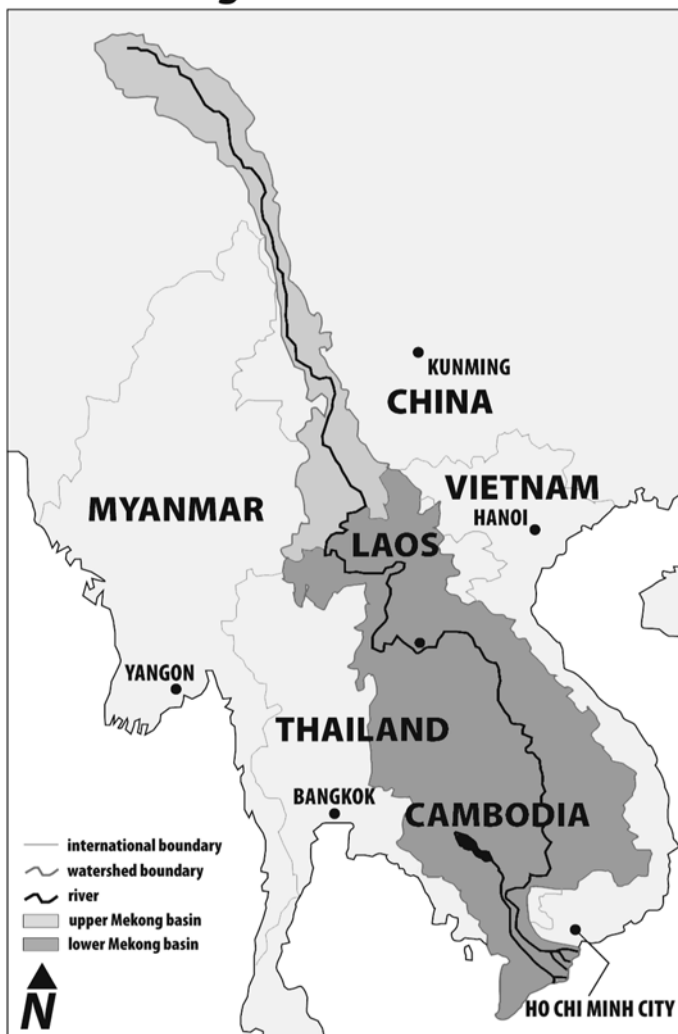 KUNMING
CHINA
VIETNAM
HANOI
MYANMAR
LAOS
YANGON
THAILAND
BANGKOK
CAMBODIA
international boundary
watershed boundary
river
upper Mekong basin
lower Mekong basin
N
HO CHI MINH CITY